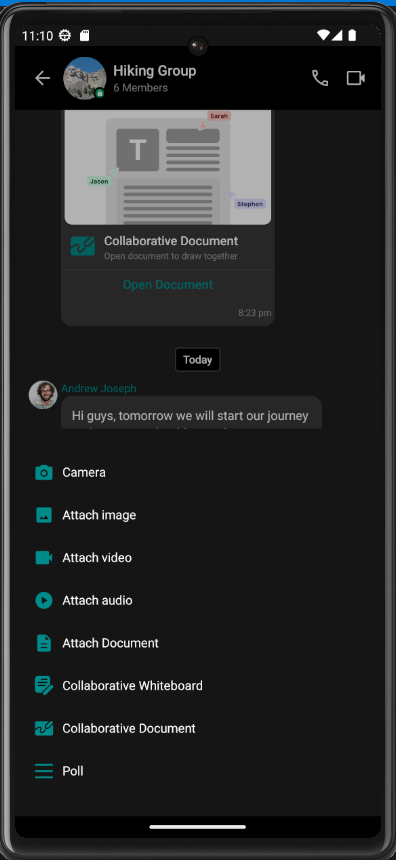 11:10
Hiking Group
6 Members
Sarah
T
Jason
Stephen
Collaborative Document
Open document to draw together
Open Document
8:23 pm
Today
Andrew Joseph
Hi guys, tomorrow we will start our journey
Camera
Attach image
Attach video
Attach audio
Attach Document
Collaborative Whiteboard
Collaborative Document
Poll